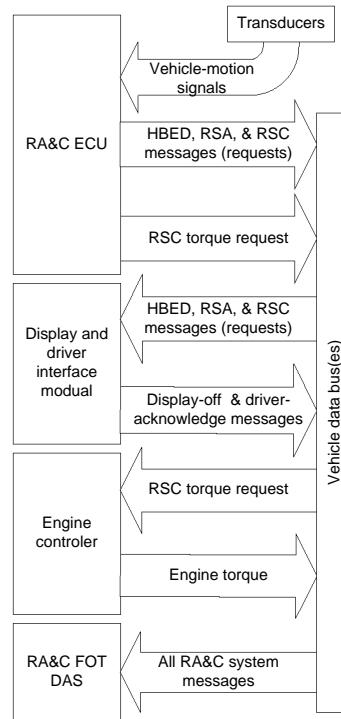 Transducers
Vehicle-motion
signals
RA&C ECU
HBED, RSA, & RSC
messages (requests)
RSC torque request
HBED, RSA, & RSC
messages (requests)
Display and
driver
interface
modual
Display-off & driver-
acknowledge messages
Vehicle data bus(es)
RSC torque request
Engine
controler
Engine torque
RA&C FOT
DAS
All RA&C system
messages